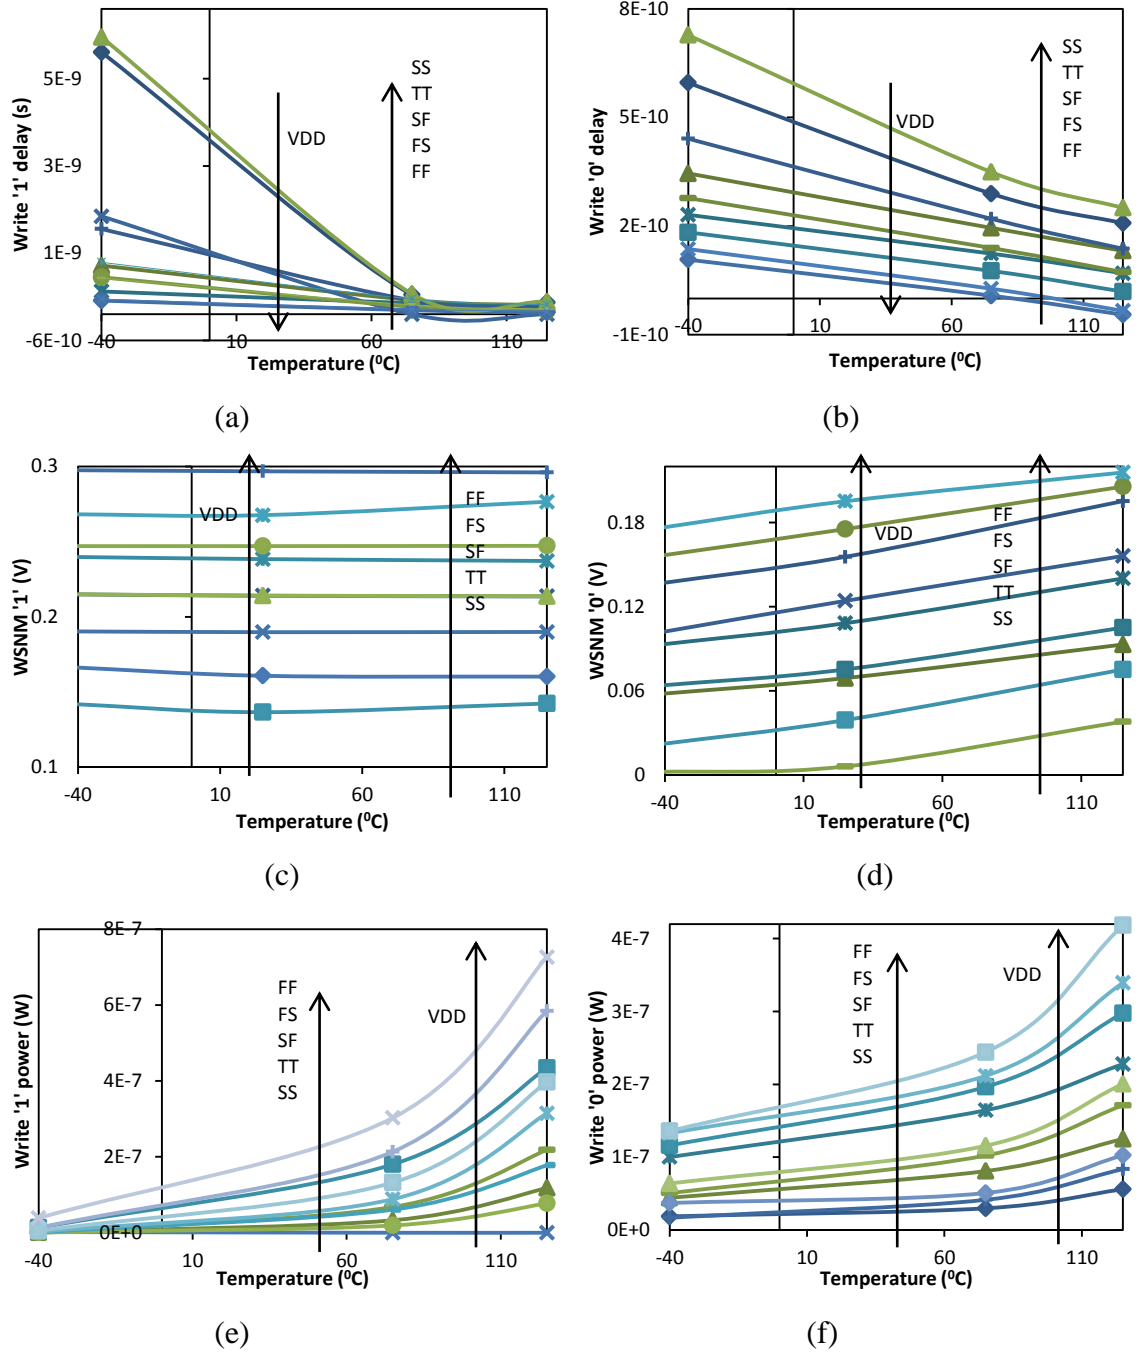 5E-9
3E-9
1E-9
-6E-10
-40
10
60
110
Write '1' delay (s)
Temperature (⁰C)
VDD
SS
TT
SF
FS
FF
(a)
8E-10
5E-10
2E-10
-1E-10
-40
10
60
110
Write '0' delay
Temperature (⁰C)
VDD
SS
TT
SF
FS
FF
(b)
0.3
0.2
0.1
-40
10
60
110
WSNM '1' (V)
Temperature (⁰C)
VDD
FF
FS
SF
TT
SS
(c)
0.18
0.12
0.06
0
-40
10
60
110
WSNM '0' (V)
Temperature (⁰C)
VDD
FF
FS
SF
TT
SS
(d)
8E-7
6E-7
4E-7
2E-7
0E+0
-40
60
110
Write '1' power (W)
Temperature (⁰C)
FF
FS
SF
TT
SS
VDD
(e)
4E-7
3E-7
2E-7
1E-7
0E+0
-40
10
60
110
Write '0' power (W)
Temperature (⁰C)
FF
FS
SF
TT
SS
VDD
(f)